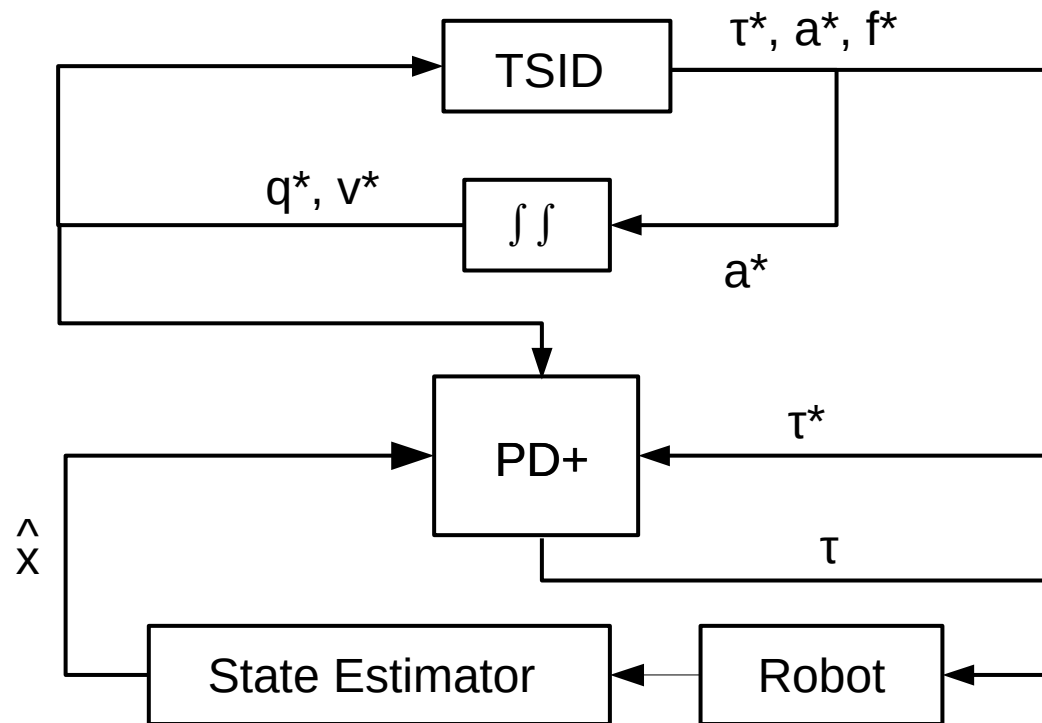 τ*, a*, f*
TSID
q*, v*
∫ ∫
a*
τ*
PD+
x̂
τ
State Estimator
Robot